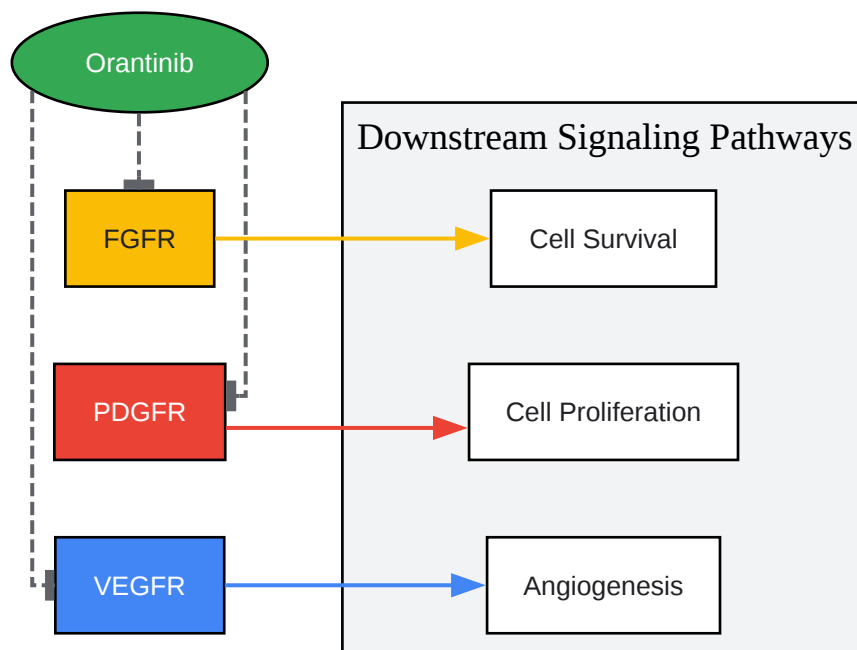 Orantinib
Downstream Signaling Pathways
FGFR
Cell Survival
PDGFR
Cell Proliferation
VEGFR
Angiogenesis